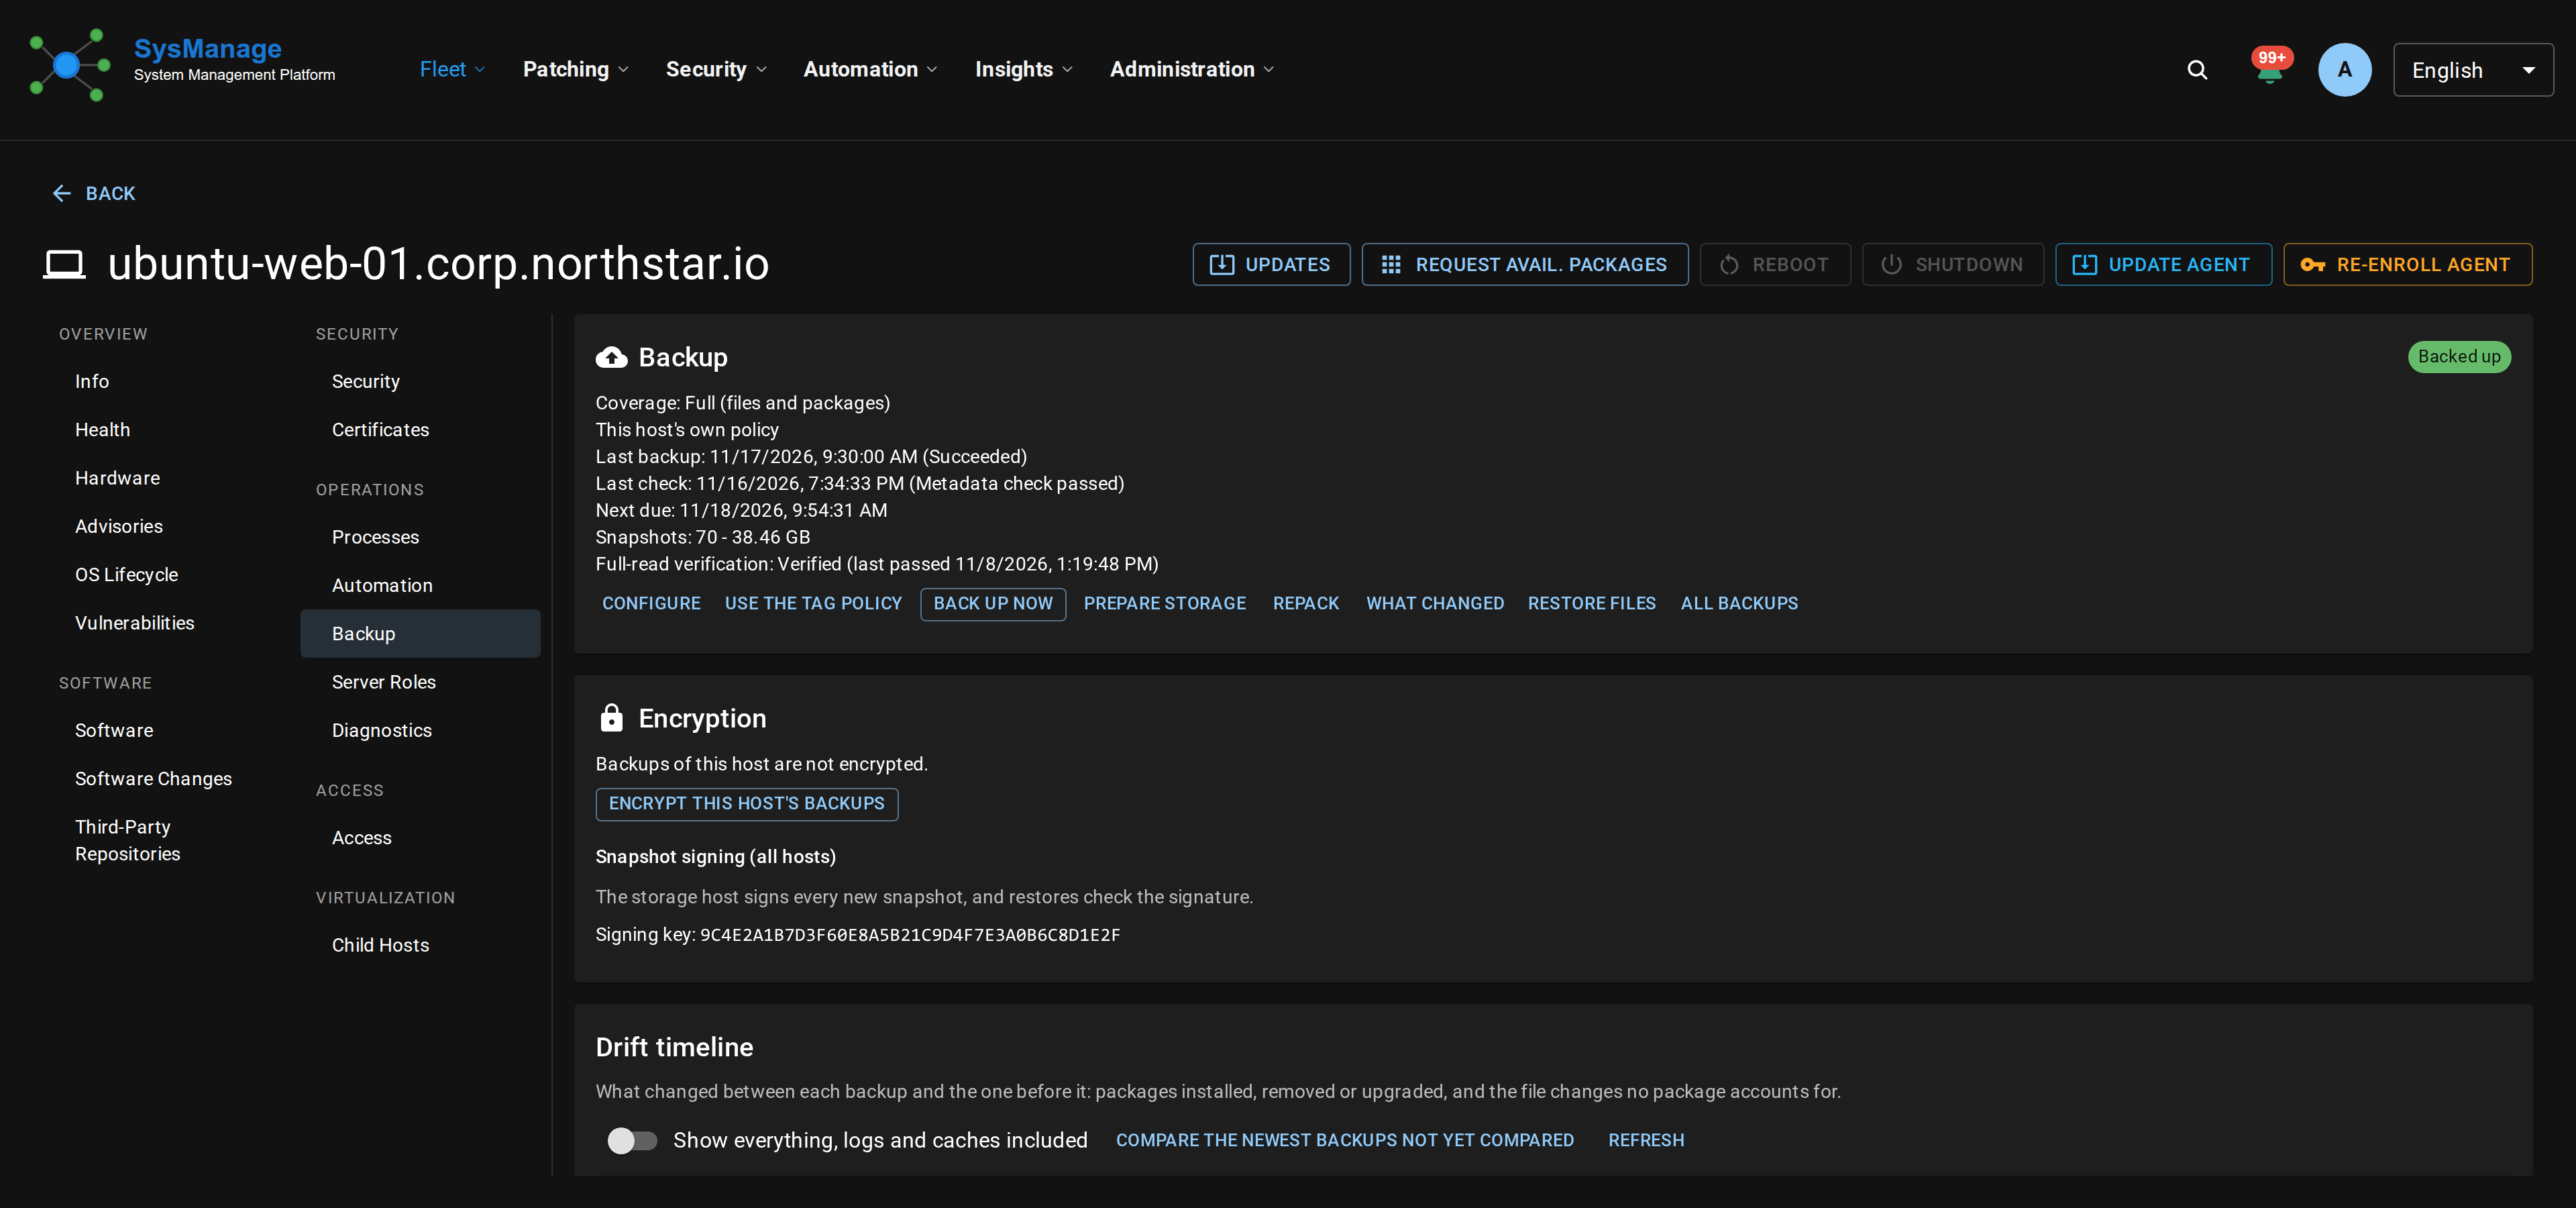 SysManage
System Management Platform
Fleet
Patching
Security
Automation
Insights
Administration
99+
A
English
BACK
ubuntu-web-01.corp.northstar.io
UPDATES
REQUEST AVAIL. PACKAGES
REBOOT
SHUTDOWN
UPDATE AGENT
RE-ENROLL AGENT
OVERVIEW
Info
Health
Hardware
Advisories
OS Lifecycle
Vulnerabilities
SOFTWARE
Software
Software Changes
Third-Party
Repositories
SECURITY
Security
Certificates
OPERATIONS
Processes
Automation
Backup
Server Roles
Diagnostics
ACCESS
Access
VIRTUALIZATION
Child Hosts
Backup
Backed up
Coverage: Full (files and packages)
This host's own policy
Last backup: 11/17/2026, 9:30:00 AM (Succeeded)
Last check: 11/16/2026, 7:34:33 PM (Metadata check passed)
Next due: 11/18/2026, 9:54:31 AM
Snapshots: 70 - 38.46 GB
Full-read verification: Verified (last passed 11/8/2026, 1:19:48 PM)
CONFIGURE
USE THE TAG POLICY
BACK UP NOW
PREPARE STORAGE
REPACK
WHAT CHANGED
RESTORE FILES
ALL BACKUPS
Encryption
Backups of this host are not encrypted.
ENCRYPT THIS HOST'S BACKUPS
Snapshot signing (all hosts)
The storage host signs every new snapshot, and restores check the signature.
Signing key: 9C4E2A1B7D3F60E8A5B21C9D4F7E3A0B6C8D1E2F
Drift timeline
What changed between each backup and the one before it: packages installed, removed or upgraded, and the file changes no package accounts for.
Show everything, logs and caches included
COMPARE THE NEWEST BACKUPS NOT YET COMPARED
REFRESH